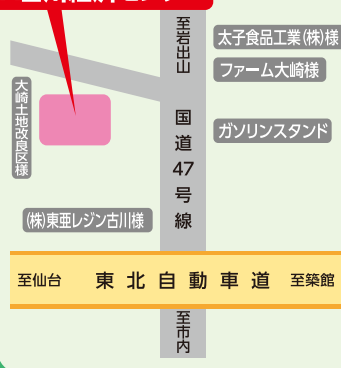 至岩出山
太子食品工業(株)様
ファーム大崎様
大崎土地改良区様
国道47号線
ガソリンスタンド
(株)東亜レジン古川様
至仙台
東北自動車道
至築館
至市内